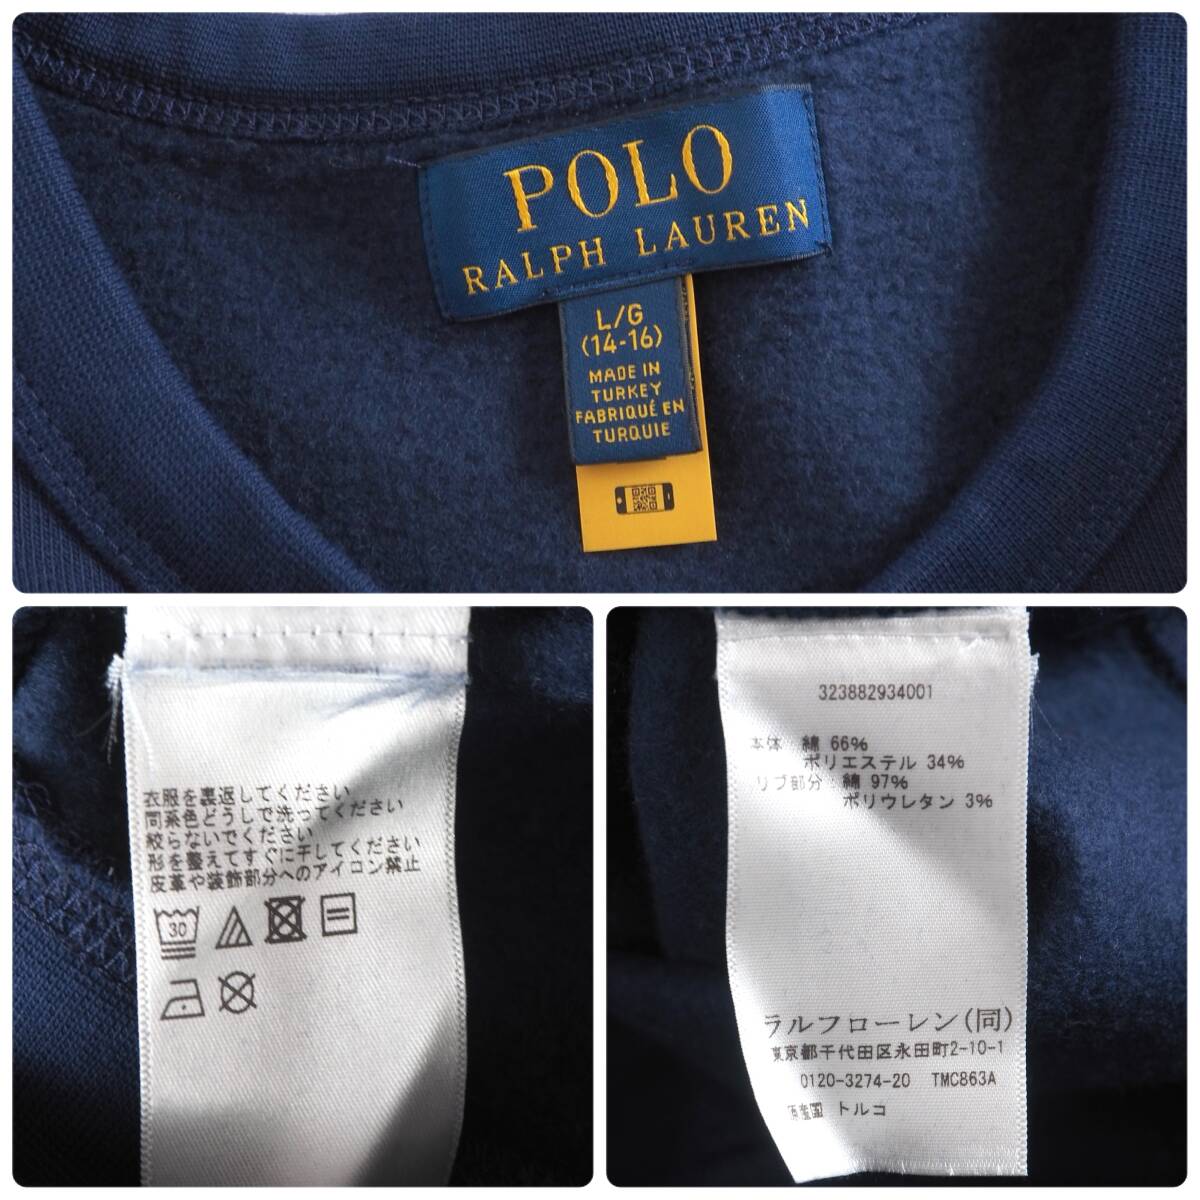 POLO
RALPH LAUREN
L/G
(14-16)
MADE IN
TURKEY
FABRIQUÉ EN
TURQUIE
衣服を裏返してください
同系色どうしで洗ってください
絞らないでください
形を整えてすぐに干してください
皮革や装飾部分へのアイロン禁止
30
323882934001
本体 綿 66%
ポリエステル 34%
リブ部分 綿 97%
ポリウレタン 3%
ラルフローレン(同)
東京都千代田区永田町2-10-1
0120-3274-20 TMC863A
原産国 トルコ